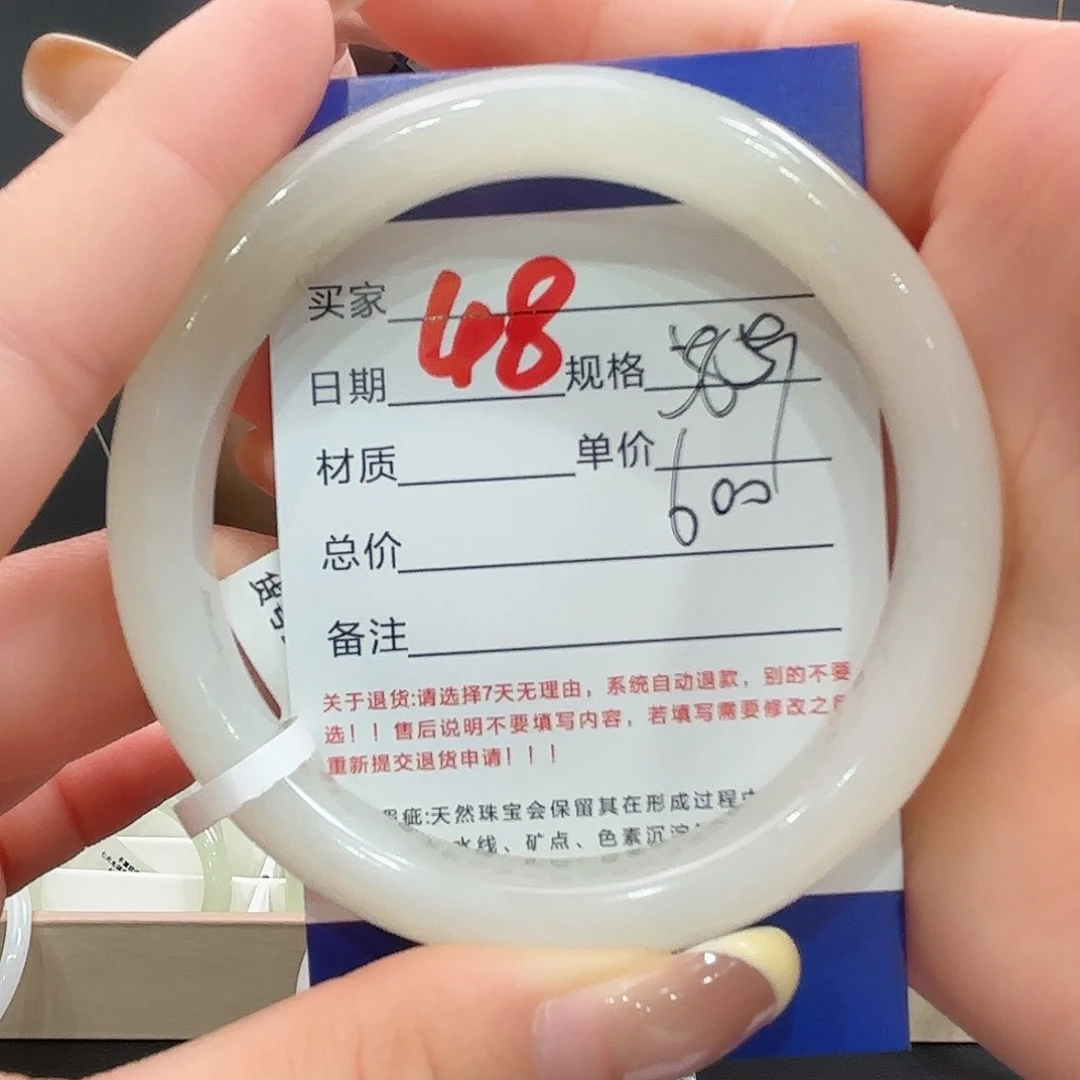 买家
48
日期 规格
材质 单价
600
总价
备注
关于退货:请选择7天无理由，系统自动退款，别的不要
选！！售后说明不要填写内容，若填写需要修改之后
重新提交退货申请！！！
瑕疵:天然珠宝会保留其在形成过程中
水线、矿点、色素沉淀